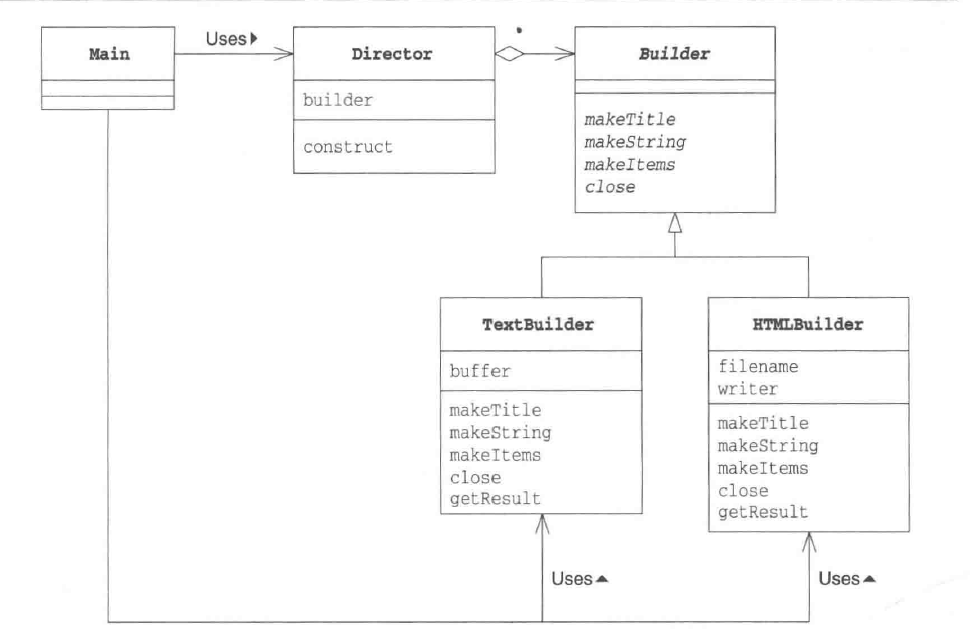 Main
Uses▶
Director
builder
construct
Builder
makeTitle
makeString
makeItems
close
TextBuilder
buffer
makeTitle
makeString
makeItems
close
getResult
HTMLBuilder
filename
writer
makeTitle
makeString
makeItems
close
getResult
Uses▲
Uses▲